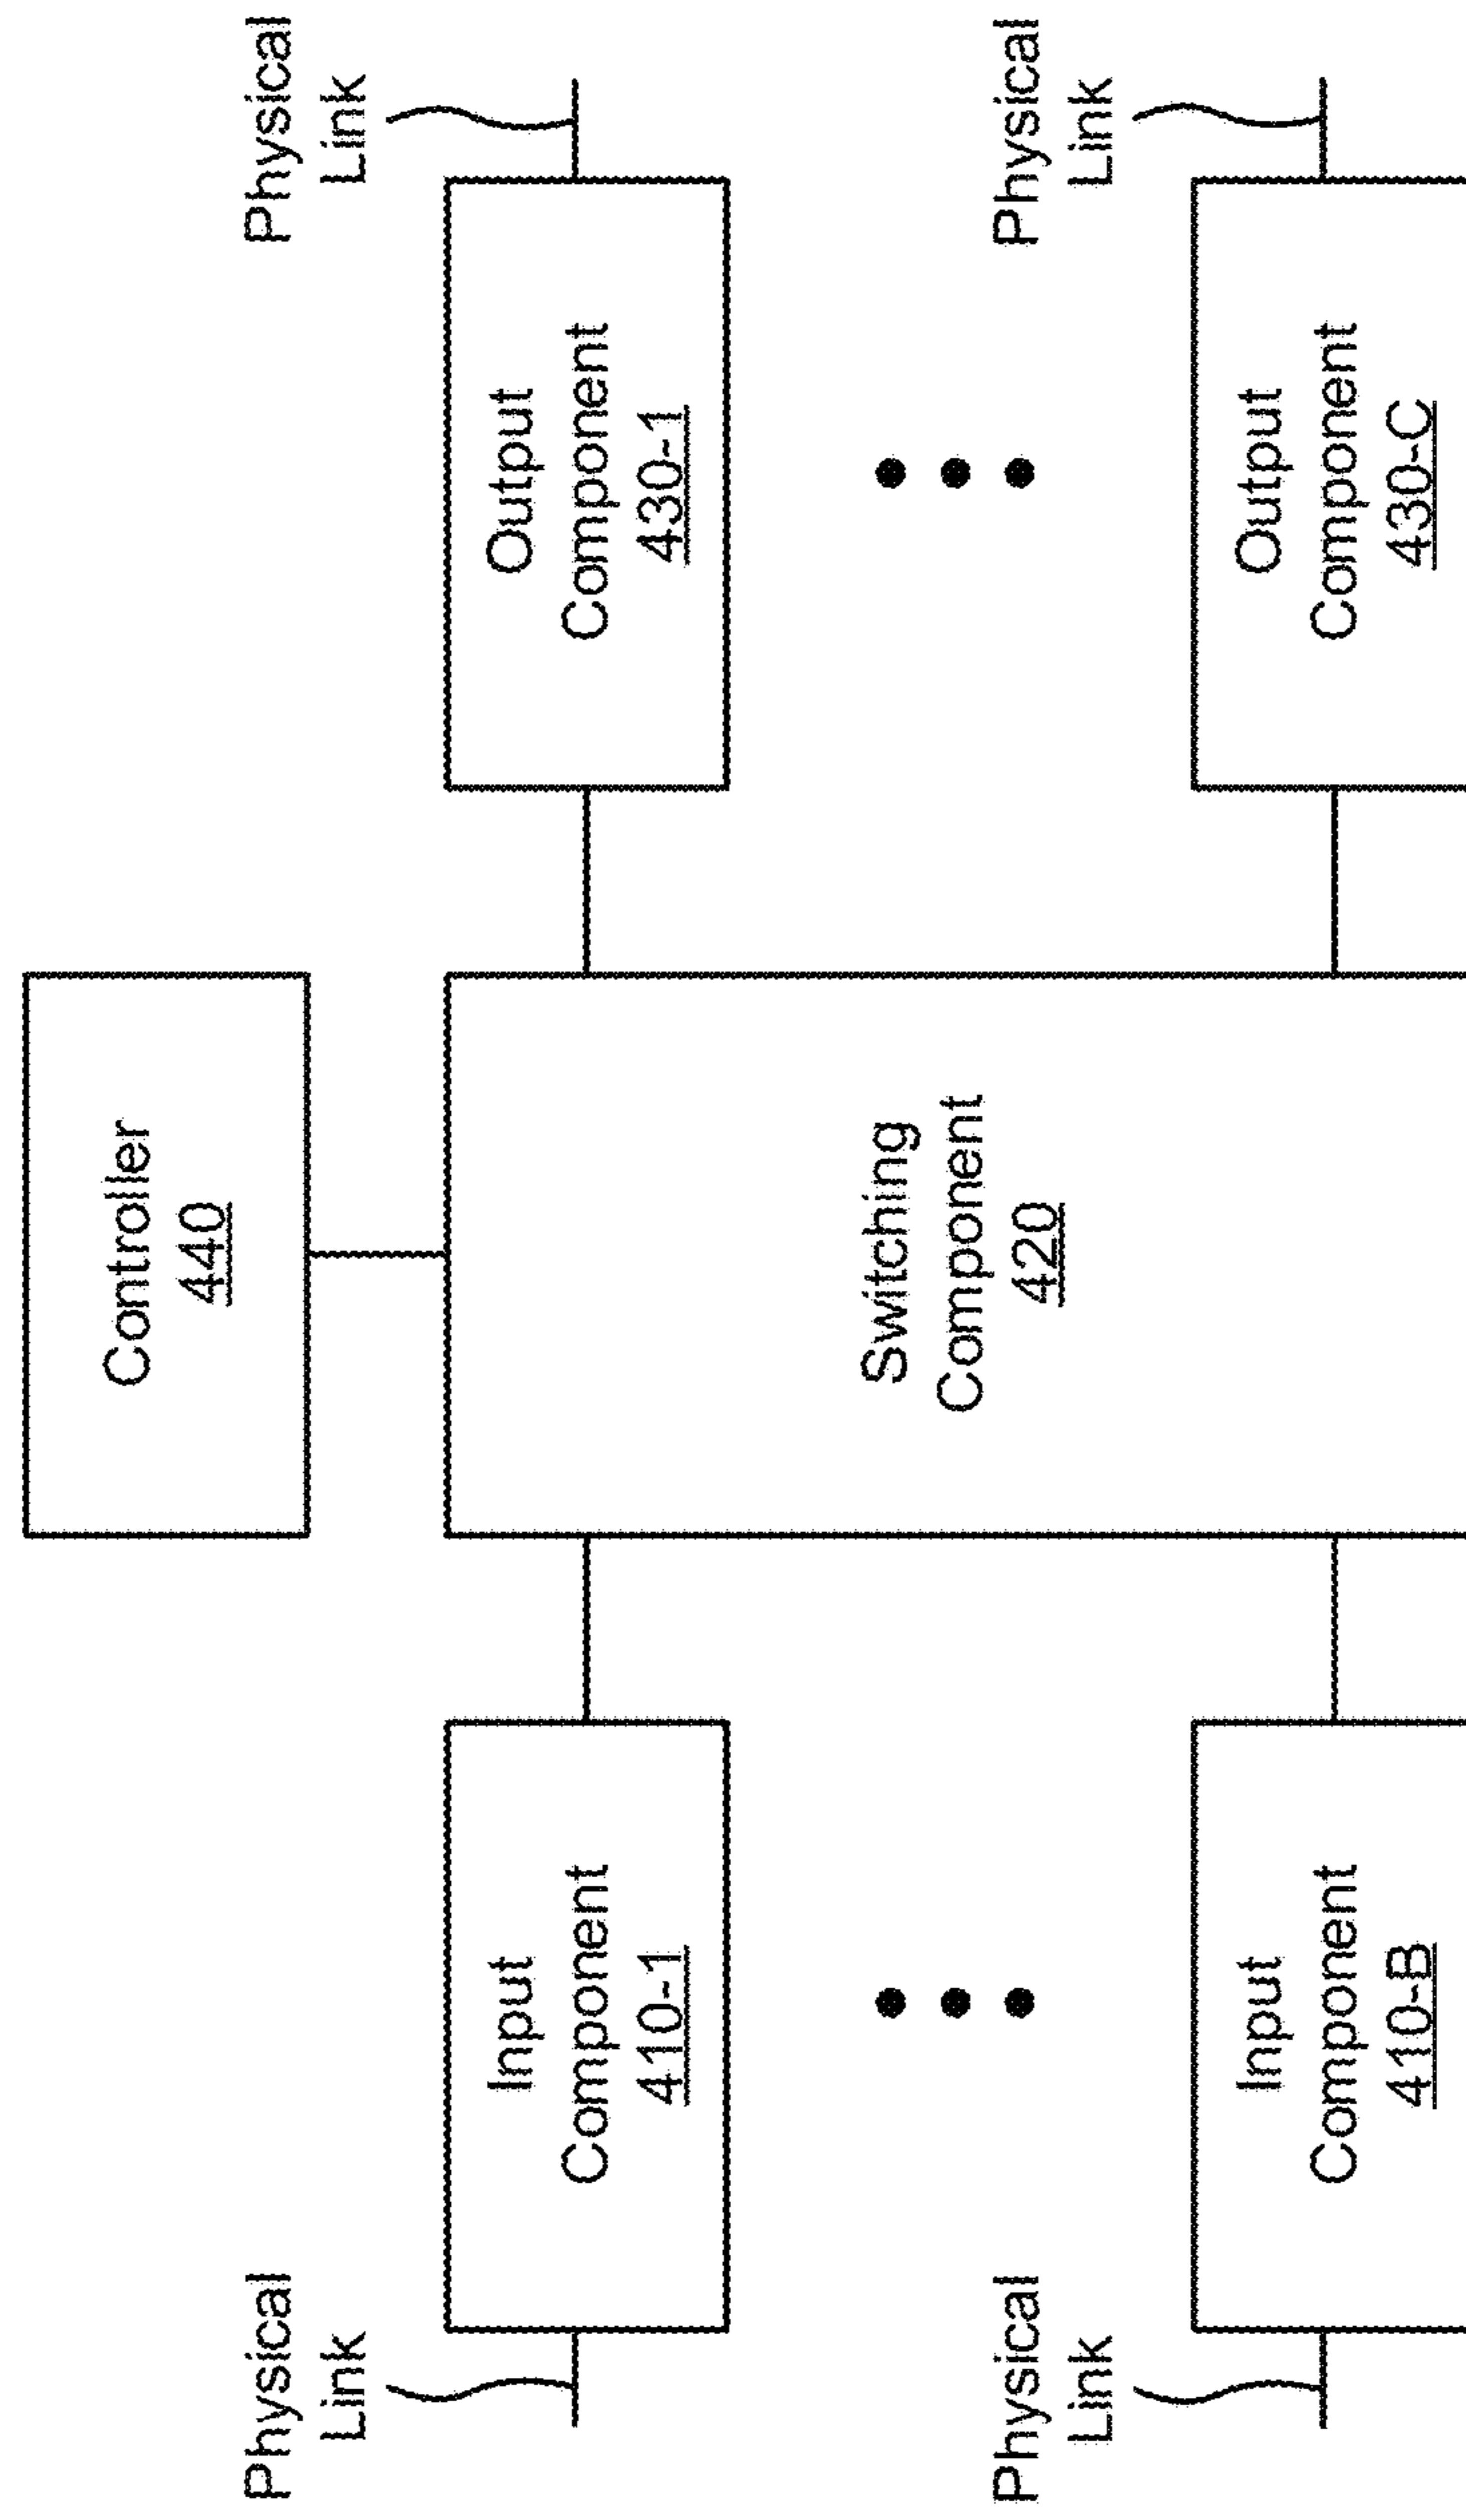 Controller
440
Physical
Link
Physical
Link
Input
Component
410-1
Output
Component
430-1
Switching
Component
420
Physical
Link
Physical
Link
Input
Component
410-B
Output
Component
430-C